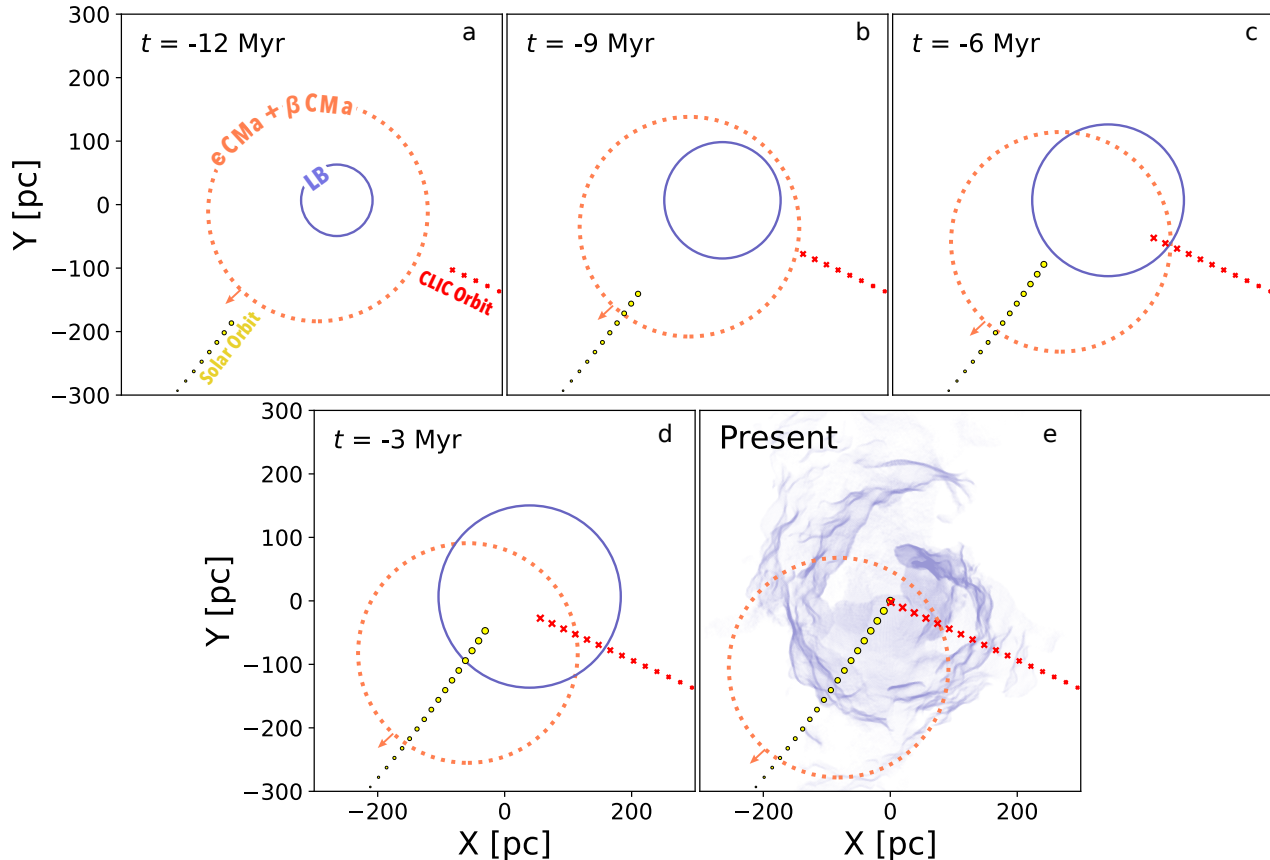 t = -12 Myr
a
t = -9 Myr
b
t = -6 Myr
c
300
200
100
0
−100
−200
−300
Y [pc]
ϵ CMa + β CMa
LB
CLIC Orbit
Solar Orbit
t = -3 Myr
d
Present
e
300
200
100
0
−100
−200
−300
Y [pc]
−200
0
200
−200
0
200
X [pc]
X [pc]